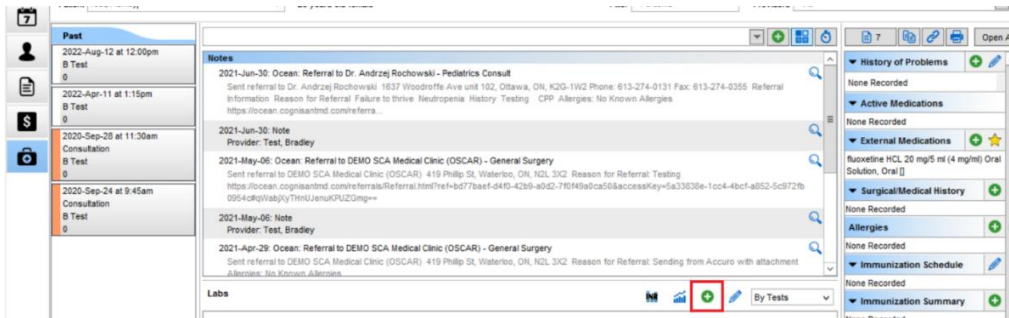 7
Past
2022-Aug-12 at 12:00pm
B Test
0
2022-Apr-11 at 1:15pm
B Test
0
2020-Sep-28 at 11:30am
Consultation
B Test
0
2020-Sep-24 at 9:45am
Consultation
B Test
0
Notes
2021-Jun-30: Ocean: Referral to Dr. Andrzej Rochowski - Pediatrics Consult
Sent referral to Dr. Andrzej Rochowski 1637 Woodroffe Ave unit 102, Ottawa, ON, K2G-1W2 Phone: 613-274-0131 Fax: 613-274-0355 Referral
Information Reason for Referral Failure to thrive Neutropenia History Testing CPP Allergies: No Known Allergies
https://ocean.cognisantmd.com/referra...
2021-Jun-30: Note
Provider: Test, Bradley
2021-May-06: Ocean: Referral to DEMO SCA Medical Clinic (OSCAR) - General Surgery
Sent referral to DEMO SCA Medical Clinic (OSCAR) 419 Phillip St, Waterloo, ON, N2L 3X2 Reason for Referral: Testing
https://ocean.cognisantmd.com/referrals/Referral.html?ref=bd77baef-d4f0-42b9-a0d2-7f0f49a0ca50&accessKey=5a33838e-1cc4-4bcf-a852-5c972fb
0954c#qWabjXyTHnUJenuKPUZGmg==
2021-May-06: Note
Provider: Test, Bradley
2021-Apr-29: Ocean: Referral to DEMO SCA Medical Clinic (OSCAR) - General Surgery
Sent referral to DEMO SCA Medical Clinic (OSCAR) 419 Phillip St, Waterloo, ON, N2L 3X2 Reason for Referral: Sending from Accuro with attachment
Allergies: No Known Allergies
Labs
By Tests
7
Open A
History of Problems
None Recorded
Active Medications
None Recorded
External Medications
fluoxetine HCL 20 mg/5 ml (4 mg/ml) Oral
Solution, Oral []
Surgical/Medical History
None Recorded
Allergies
None Recorded
Immunization Schedule
None Recorded
Immunization Summary